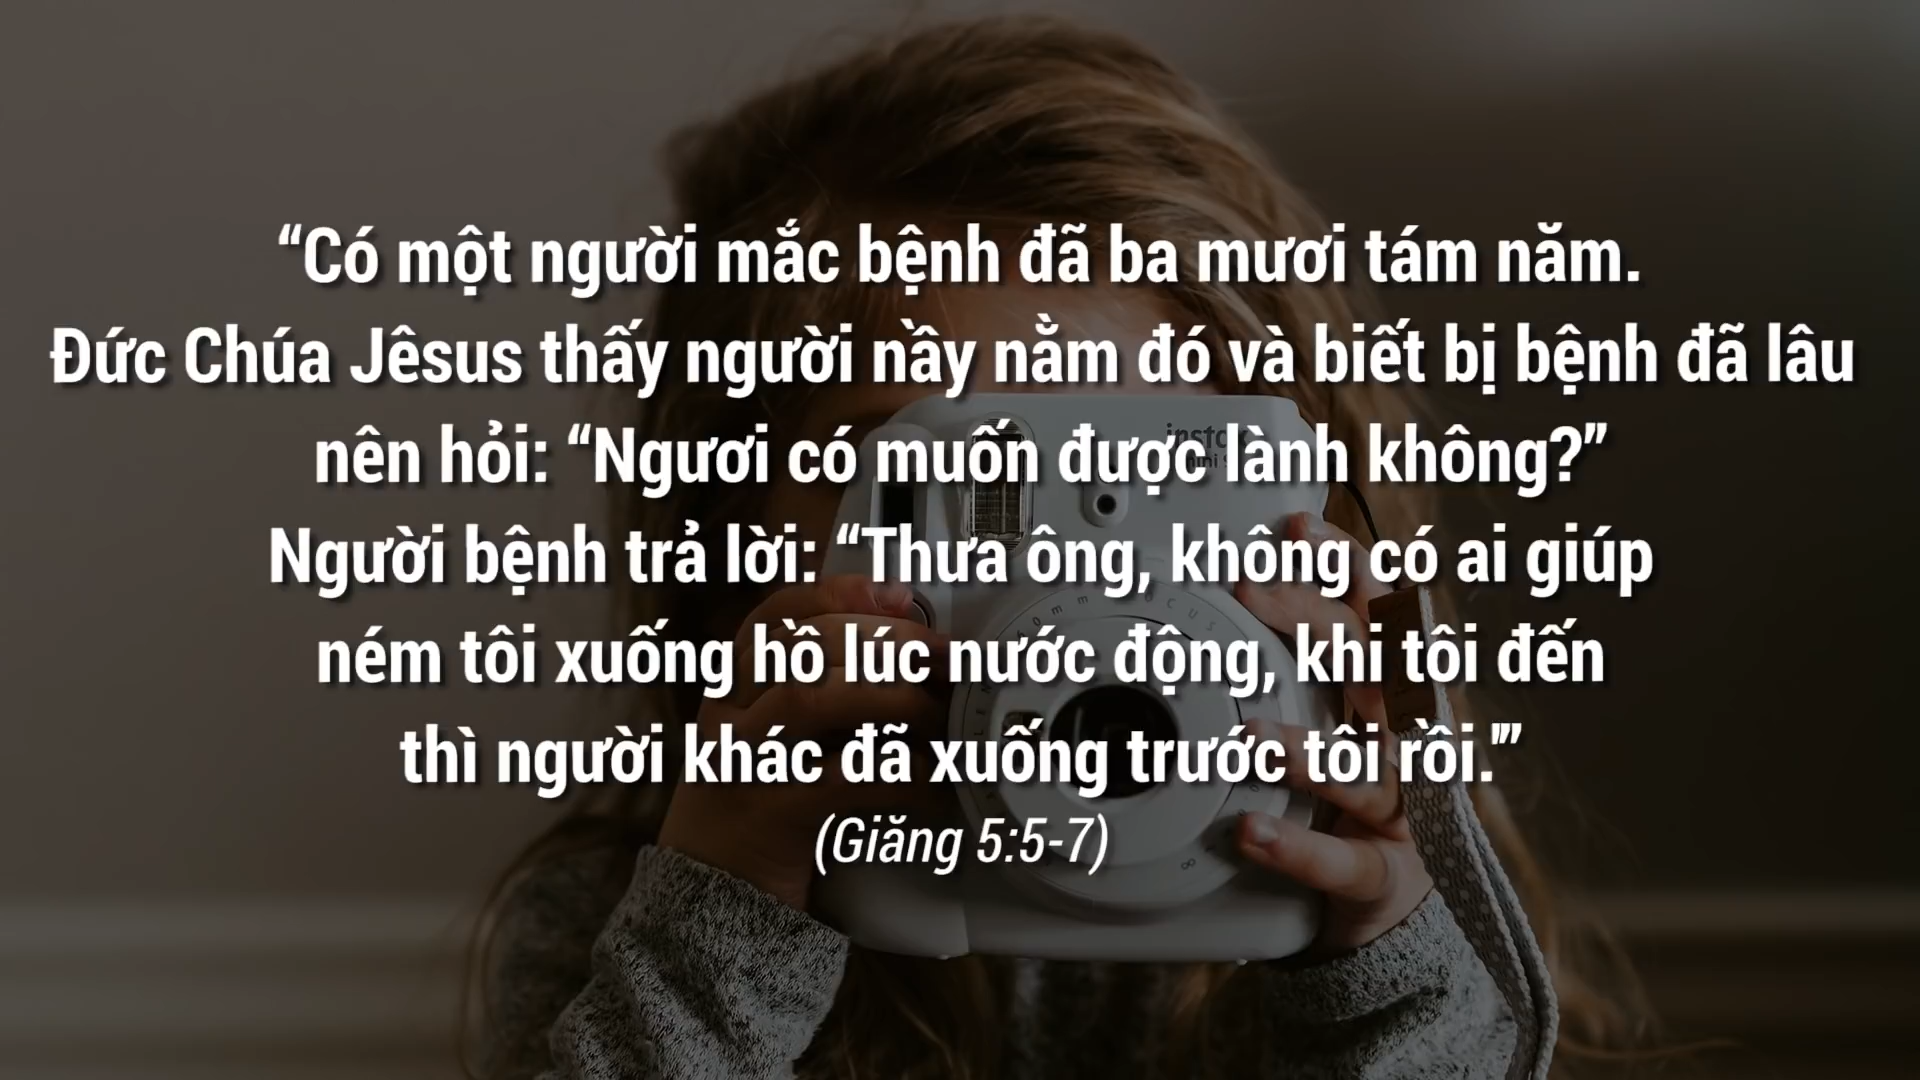 “Có một người mắc bệnh đã ba mươi tám năm.
Đức Chúa Jêsus thấy người nầy nằm đó và biết bị bệnh đã lâu
nên hỏi: “Ngươi có muốn được lành không?”
Người bệnh trả lời: “Thưa ông, không có ai giúp
ném tôi xuống hồ lúc nước động, khi tôi đến
thì người khác đã xuống trước tôi rồi.’”
(Giăng 5:5-7)